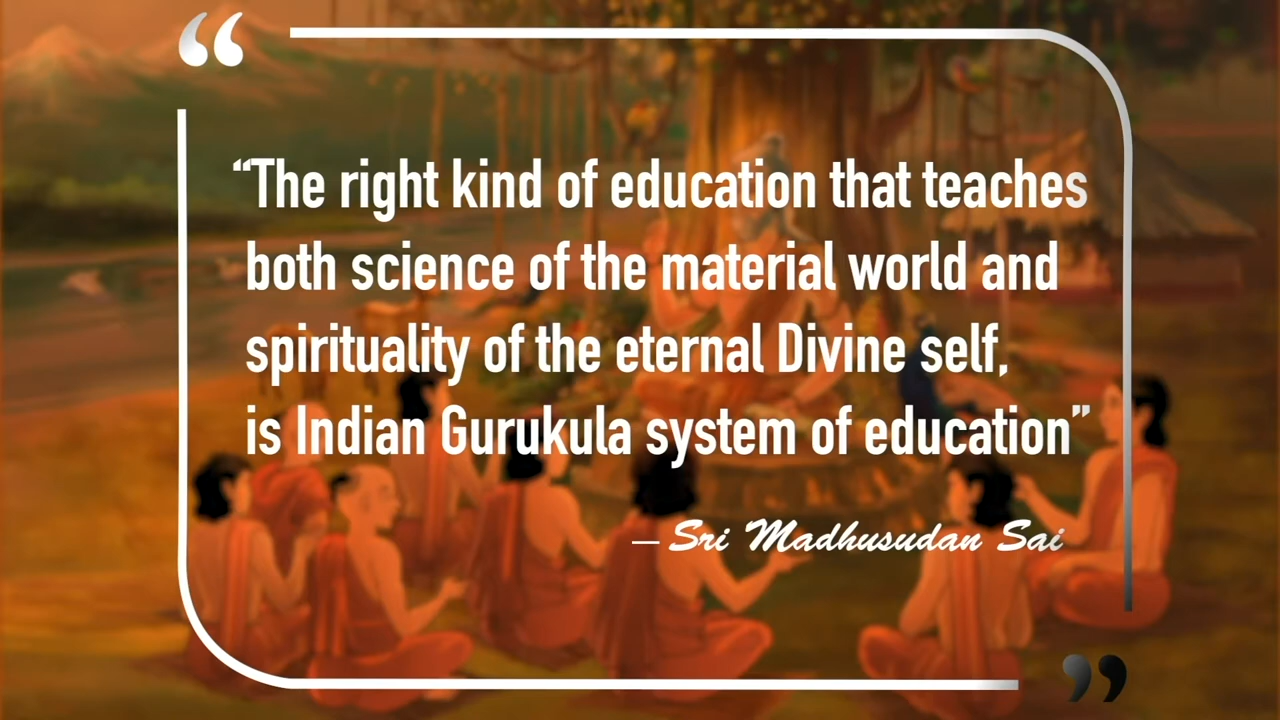 “The right kind of education that teaches
both science of the material world and
spirituality of the eternal Divine self,
is Indian Gurukula system of education”
— Sri Madhusudan Sai